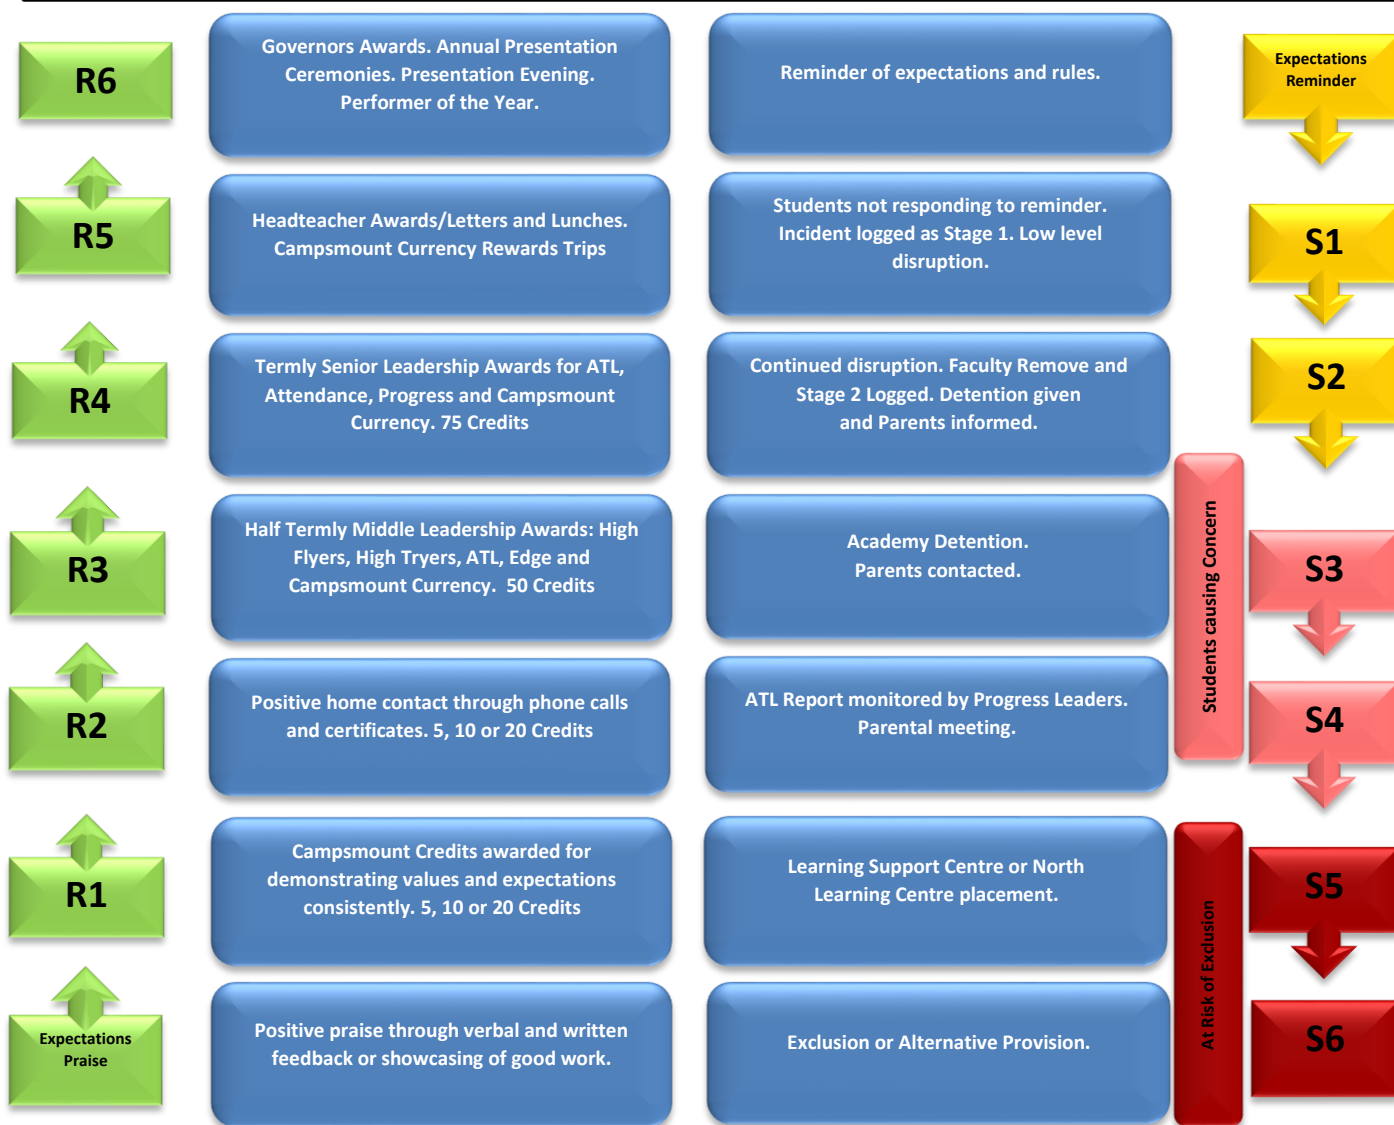 R6
Governors Awards. Annual Presentation
Ceremonies. Presentation Evening.
Performer of the Year.
Reminder of expectations and rules.
Expectations
Reminder
R5
Headteacher Awards/Letters and Lunches.
Campsmount Currency Rewards Trips
Students not responding to reminder.
Incident logged as Stage 1. Low level
disruption.
S1
R4
Termly Senior Leadership Awards for ATL,
Attendance, Progress and Campsmount
Currency. 75 Credits
Continued disruption. Faculty Remove and
Stage 2 Logged. Detention given
and Parents informed.
S2
Students causing Concern
R3
Half Termly Middle Leadership Awards: High
Flyers, High Tryers, ATL, Edge and
Campsmount Currency.  50 Credits
Academy Detention.
Parents contacted.
S3
R2
Positive home contact through phone calls
and certificates. 5, 10 or 20 Credits
ATL Report monitored by Progress Leaders.
Parental meeting.
S4
R1
Campsmount Credits awarded for
demonstrating values and expectations
consistently. 5, 10 or 20 Credits
Learning Support Centre or North
Learning Centre placement.
At Risk of Exclusion
S5
Expectations
Praise
Positive praise through verbal and written
feedback or showcasing of good work.
Exclusion or Alternative Provision.
S6